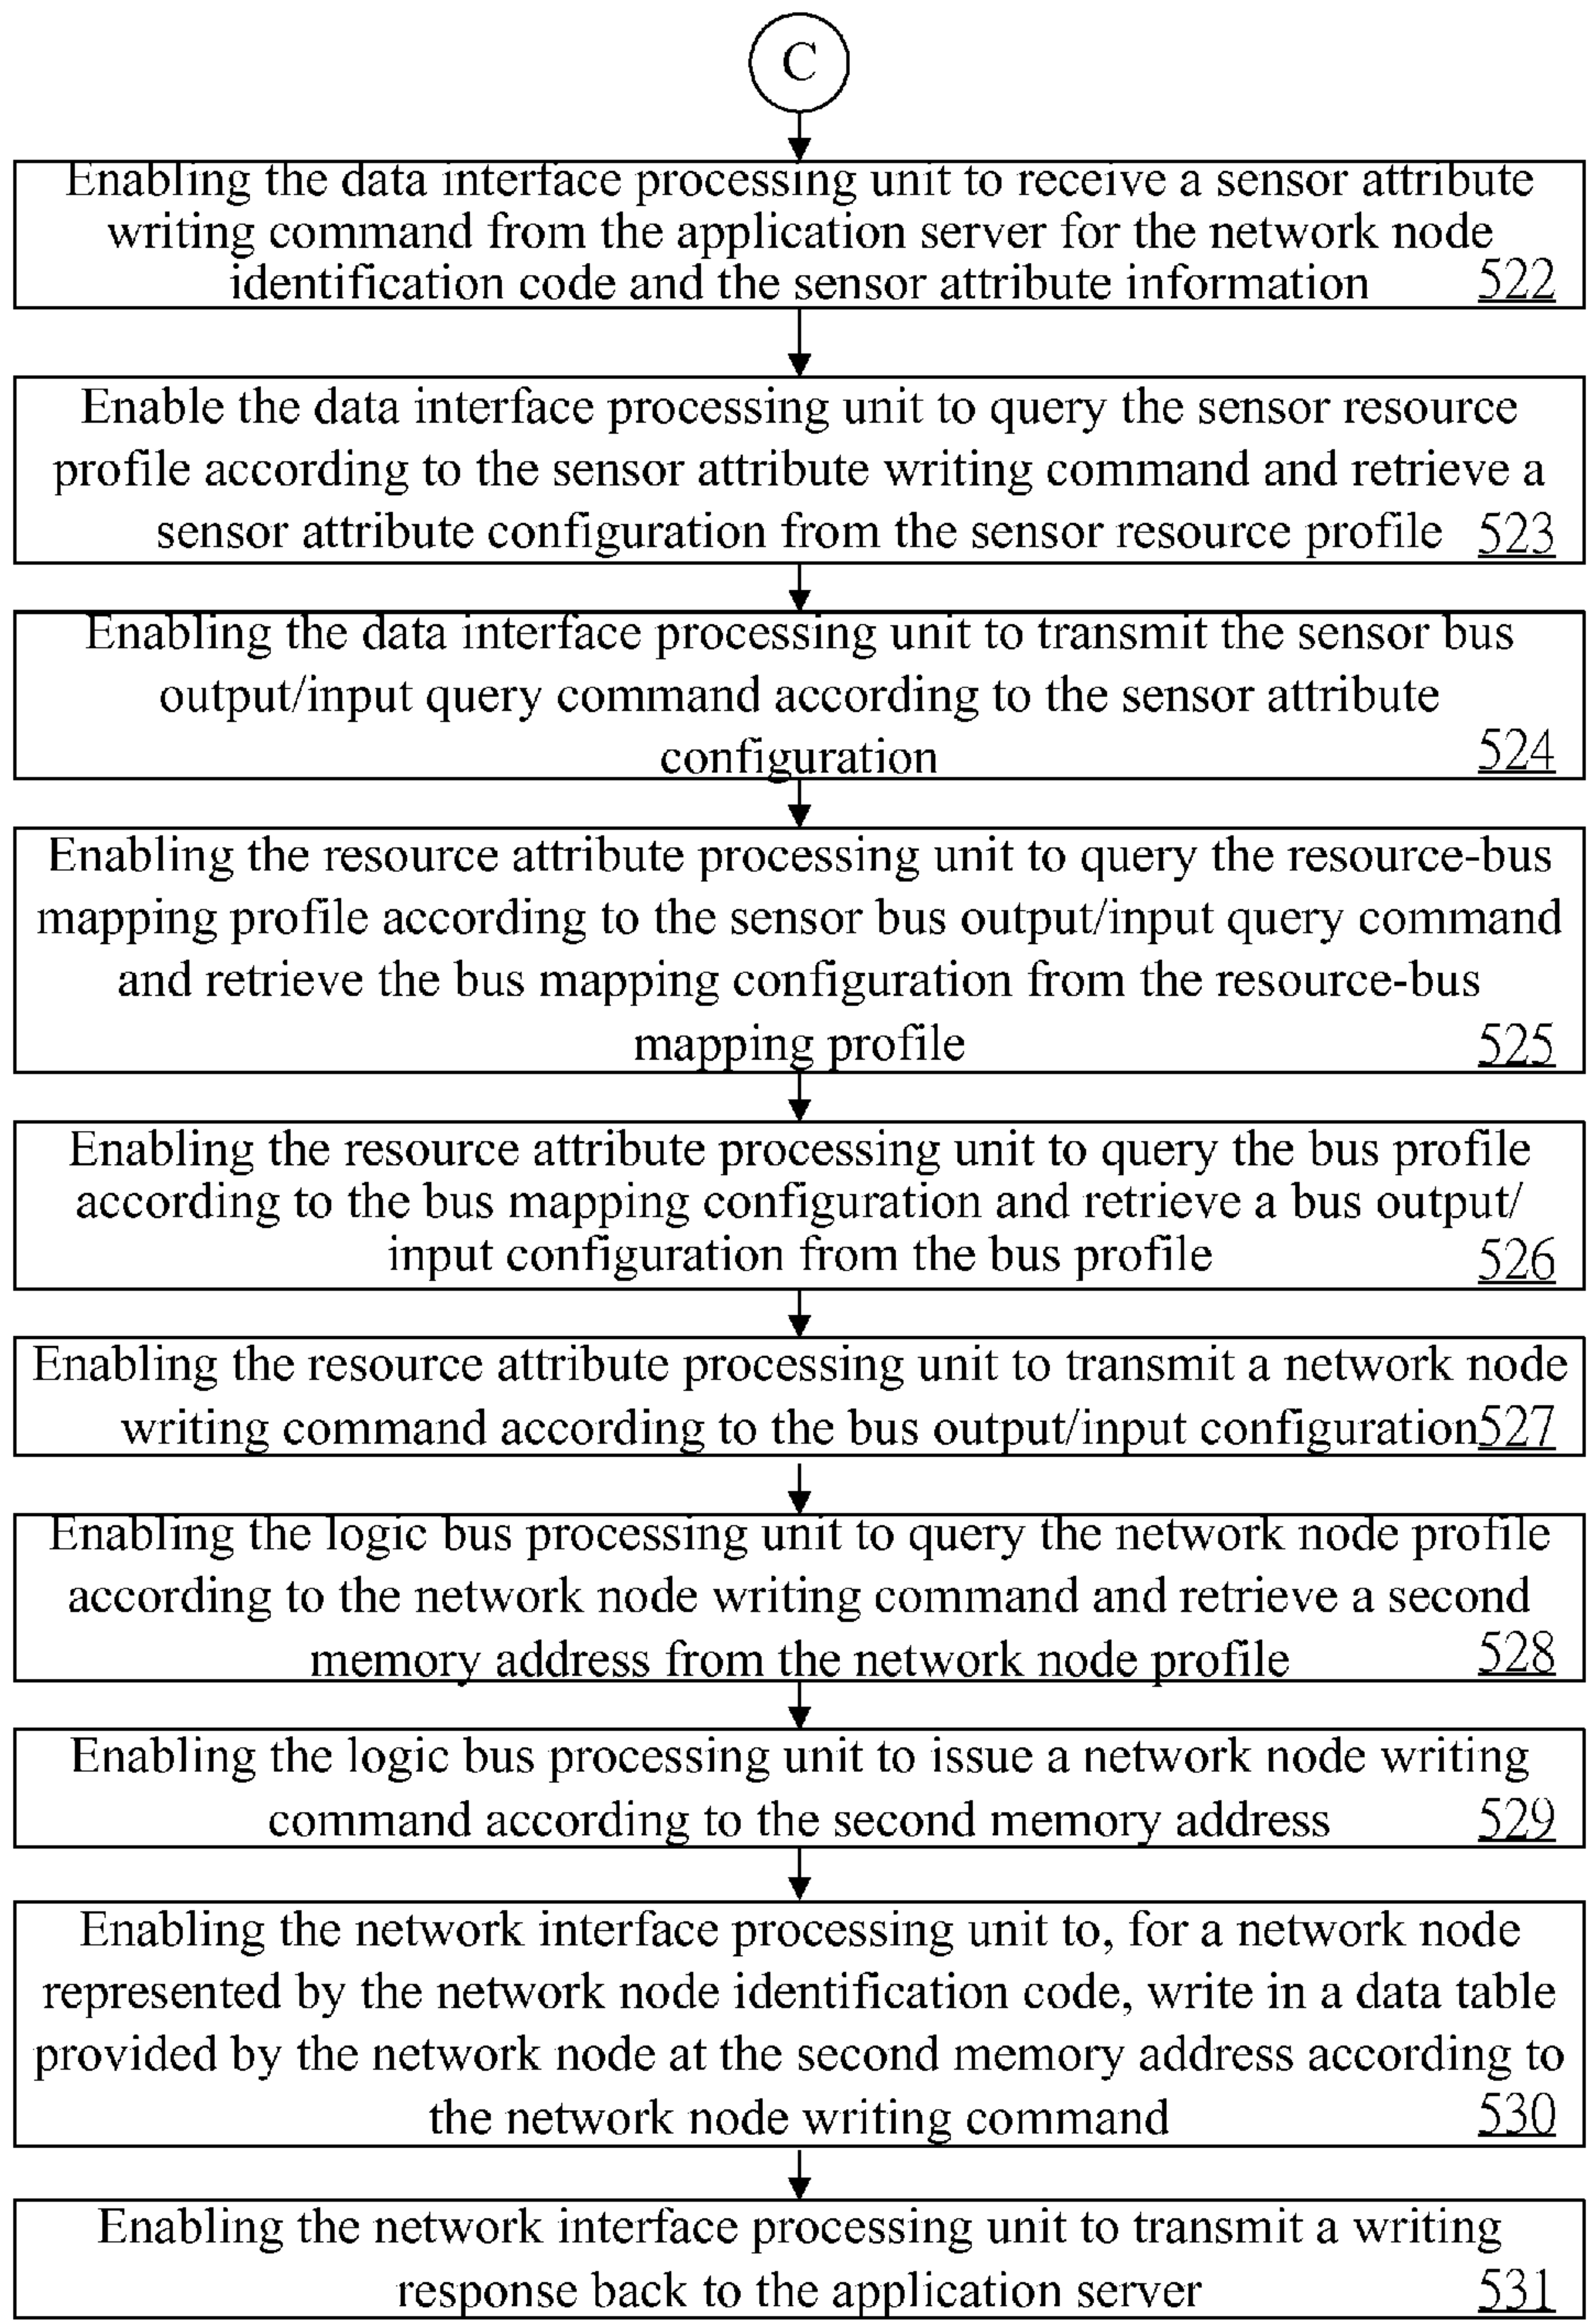 C
Enabling the data interface processing unit to receive a sensor attribute
writing command from the application server for the network node
identification code and the sensor attribute information 522
Enable the data interface processing unit to query the sensor resource
profile according to the sensor attribute writing command and retrieve a
sensor attribute configuration from the sensor resource profile 523
Enabling the data interface processing unit to transmit the sensor bus
output/input query command according to the sensor attribute
configuration 524
Enabling the resource attribute processing unit to query the resource-bus
mapping profile according to the sensor bus output/input query command
and retrieve the bus mapping configuration from the resource-bus
mapping profile 525
Enabling the resource attribute processing unit to query the bus profile
according to the bus mapping configuration and retrieve a bus output/
input configuration from the bus profile 526
Enabling the resource attribute processing unit to transmit a network node
writing command according to the bus output/input configuration 527
Enabling the logic bus processing unit to query the network node profile
according to the network node writing command and retrieve a second
memory address from the network node profile 528
Enabling the logic bus processing unit to issue a network node writing
command according to the second memory address 529
Enabling the network interface processing unit to, for a network node
represented by the network node identification code, write in a data table
provided by the network node at the second memory address according to
the network node writing command 530
Enabling the network interface processing unit to transmit a writing
response back to the application server 531